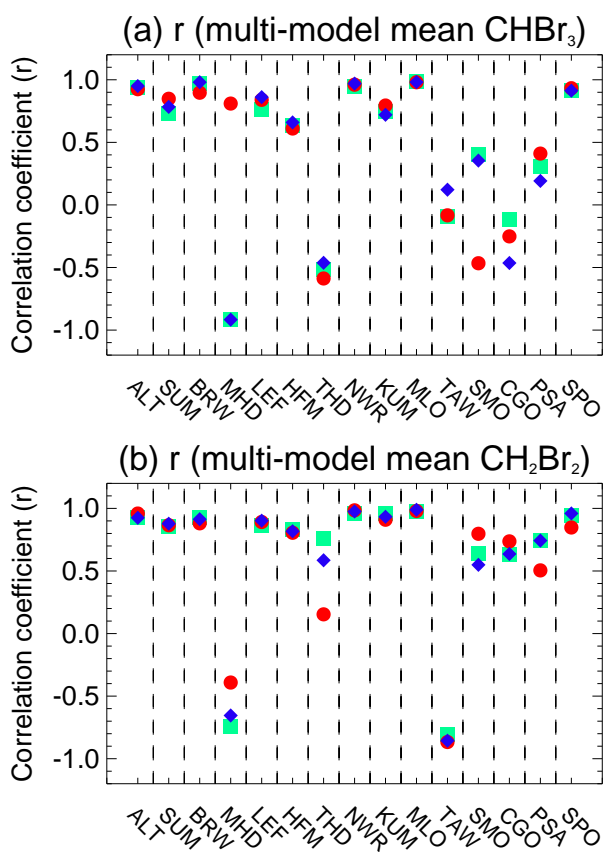 (a) r (multi-model mean CHBr₃)
Correlation coefficient (r)
1.0
0.5
0.0
-0.5
-1.0
ALT SUM BRW MHD LEF HFM THD NWR KUM MLO TAW SMO CGO PSA SPO
(b) r (multi-model mean CH₂Br₂)
Correlation coefficient (r)
1.0
0.5
0.0
-0.5
-1.0
ALT SUM BRW MHD LEF HFM THD NWR KUM MLO TAW SMO CGO PSA SPO